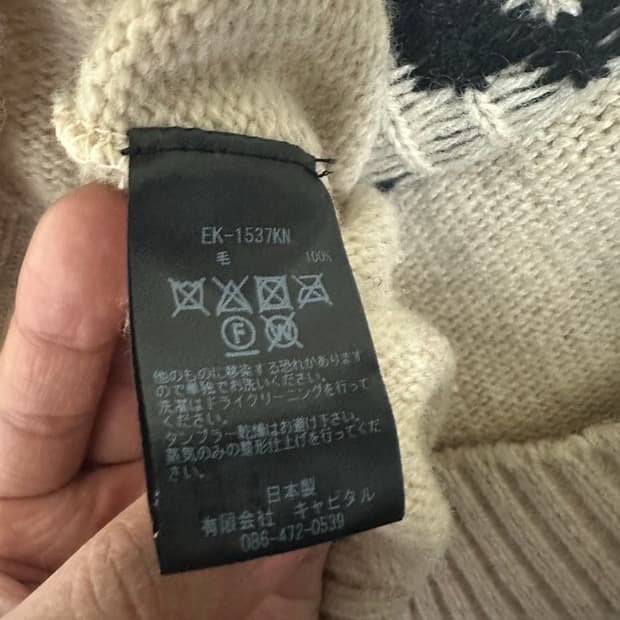 EK-1537KN
毛 100%
F W
他のものに移染する恐れがあります
ので単独でお洗いください。
洗濯はドライクリーニングを行って
ください。
タンブラー乾燥はお避け下さい。
蒸気のみの整形仕上げを行ってくだ
さい。
日本製
有限会社 キャピタル
086-472-0539